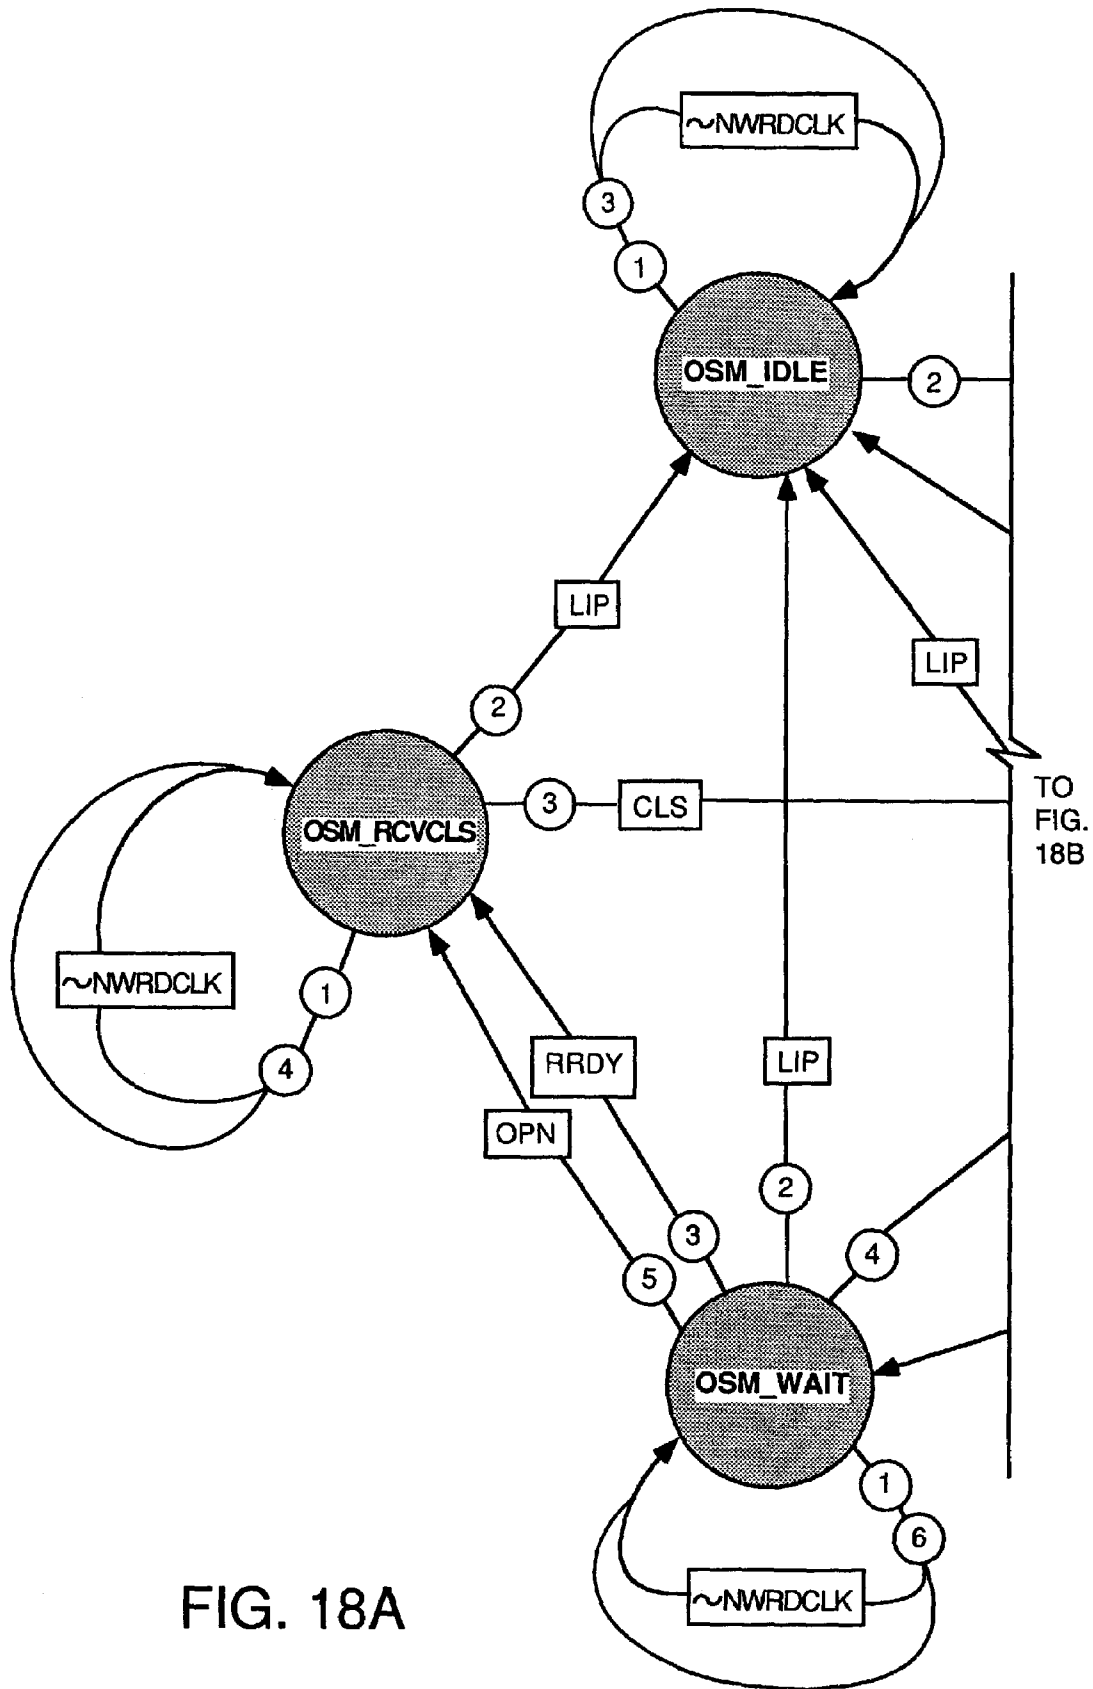 ~NWRDCLK
3
1
OSM_IDLE
2
LIP
LIP
2
3
CLS
TO
FIG.
18B
OSM_RCVCLS
~NWRDCLK
1
4
RRDY
LIP
OPN
2
3
4
5
OSM_WAIT
1
6
~NWRDCLK
FIG. 18A